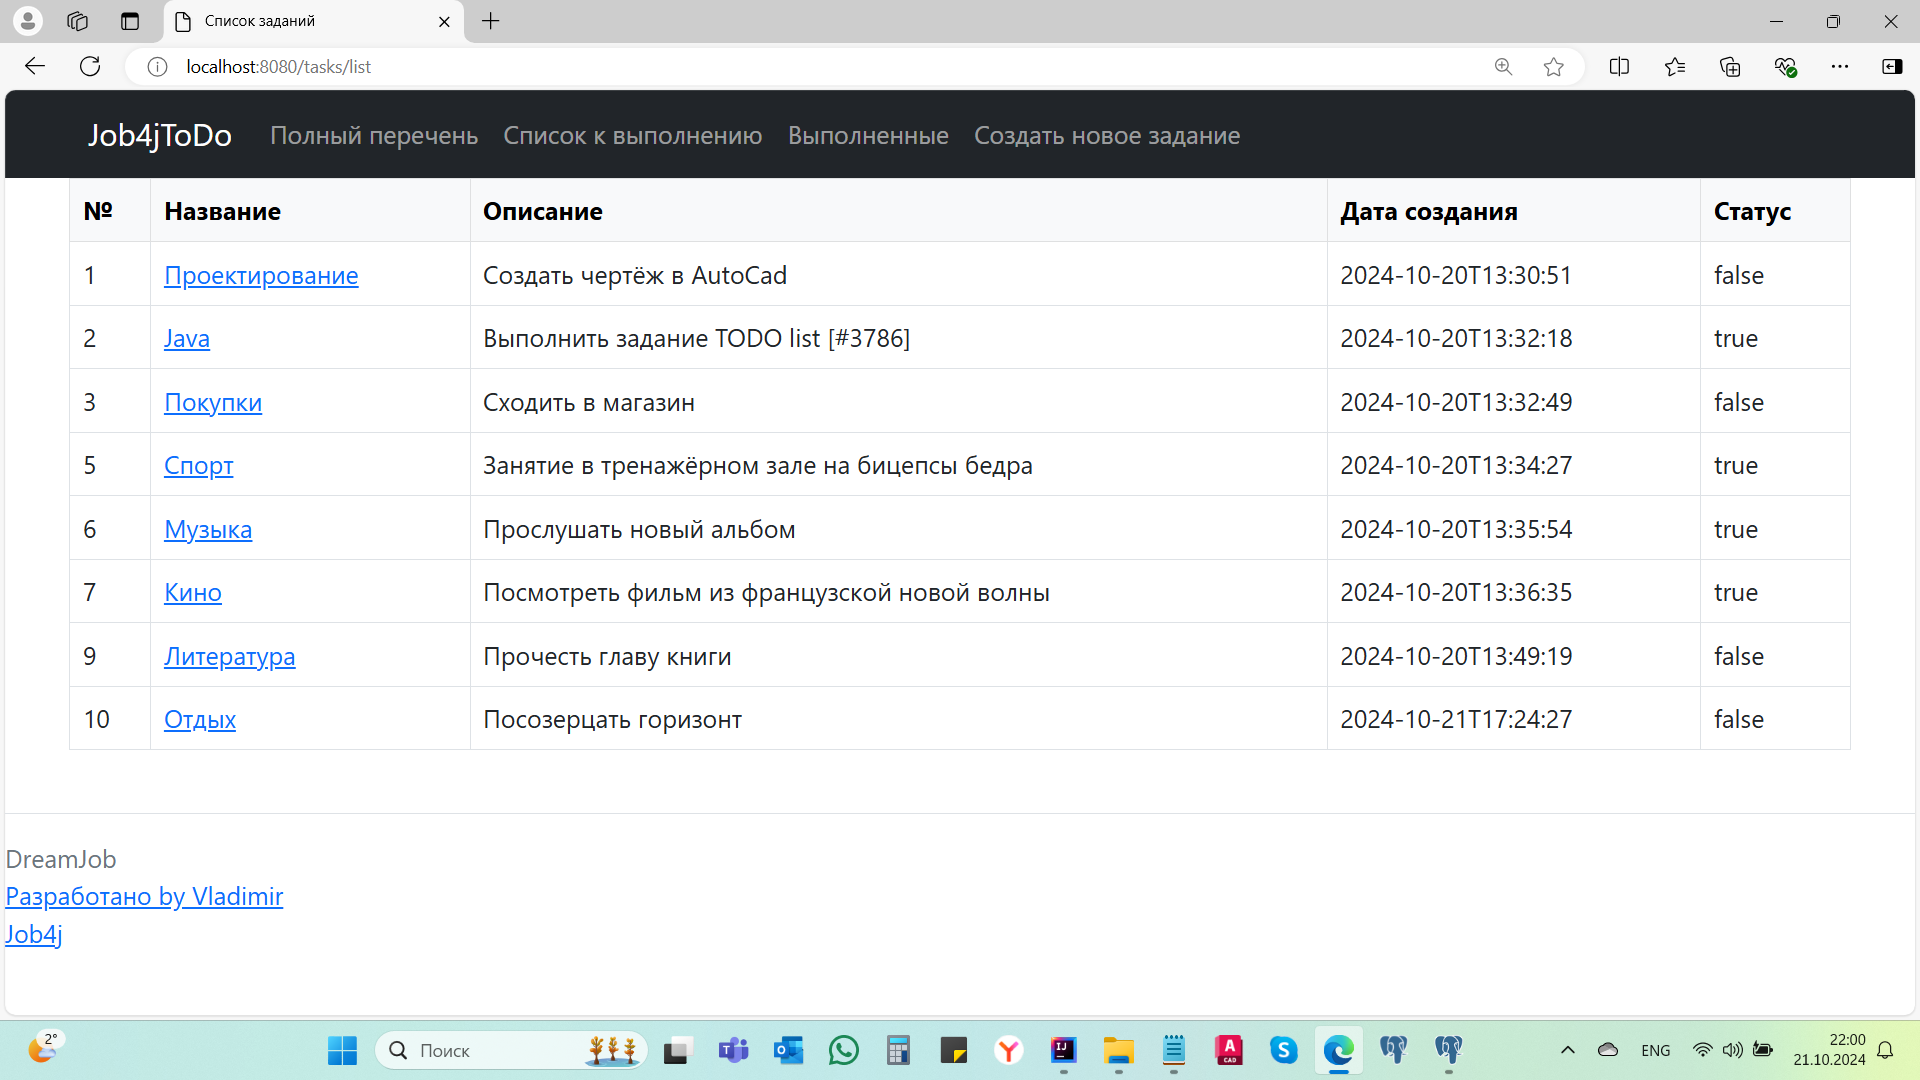 Список заданий
localhost:8080/tasks/list
Job4jToDo Полный перечень Список к выполнению Выполненные Создать новое задание
№ Название Описание Дата создания Статус
1 Проектирование Создать чертёж в AutoCad 2024-10-20T13:30:51 false
2 Java Выполнить задание TODO list [#3786] 2024-10-20T13:32:18 true
3 Покупки Сходить в магазин 2024-10-20T13:32:49 false
5 Спорт Занятие в тренажёрном зале на бицепсы бедра 2024-10-20T13:34:27 true
6 Музыка Прослушать новый альбом 2024-10-20T13:35:54 true
7 Кино Посмотреть фильм из французской новой волны 2024-10-20T13:36:35 true
9 Литература Прочесть главу книги 2024-10-20T13:49:19 false
10 Отдых Посозерцать горизонт 2024-10-21T17:24:27 false
DreamJob
Разработано by Vladimir
Job4j
2° Поиск ENG 22:00
21.10.2024